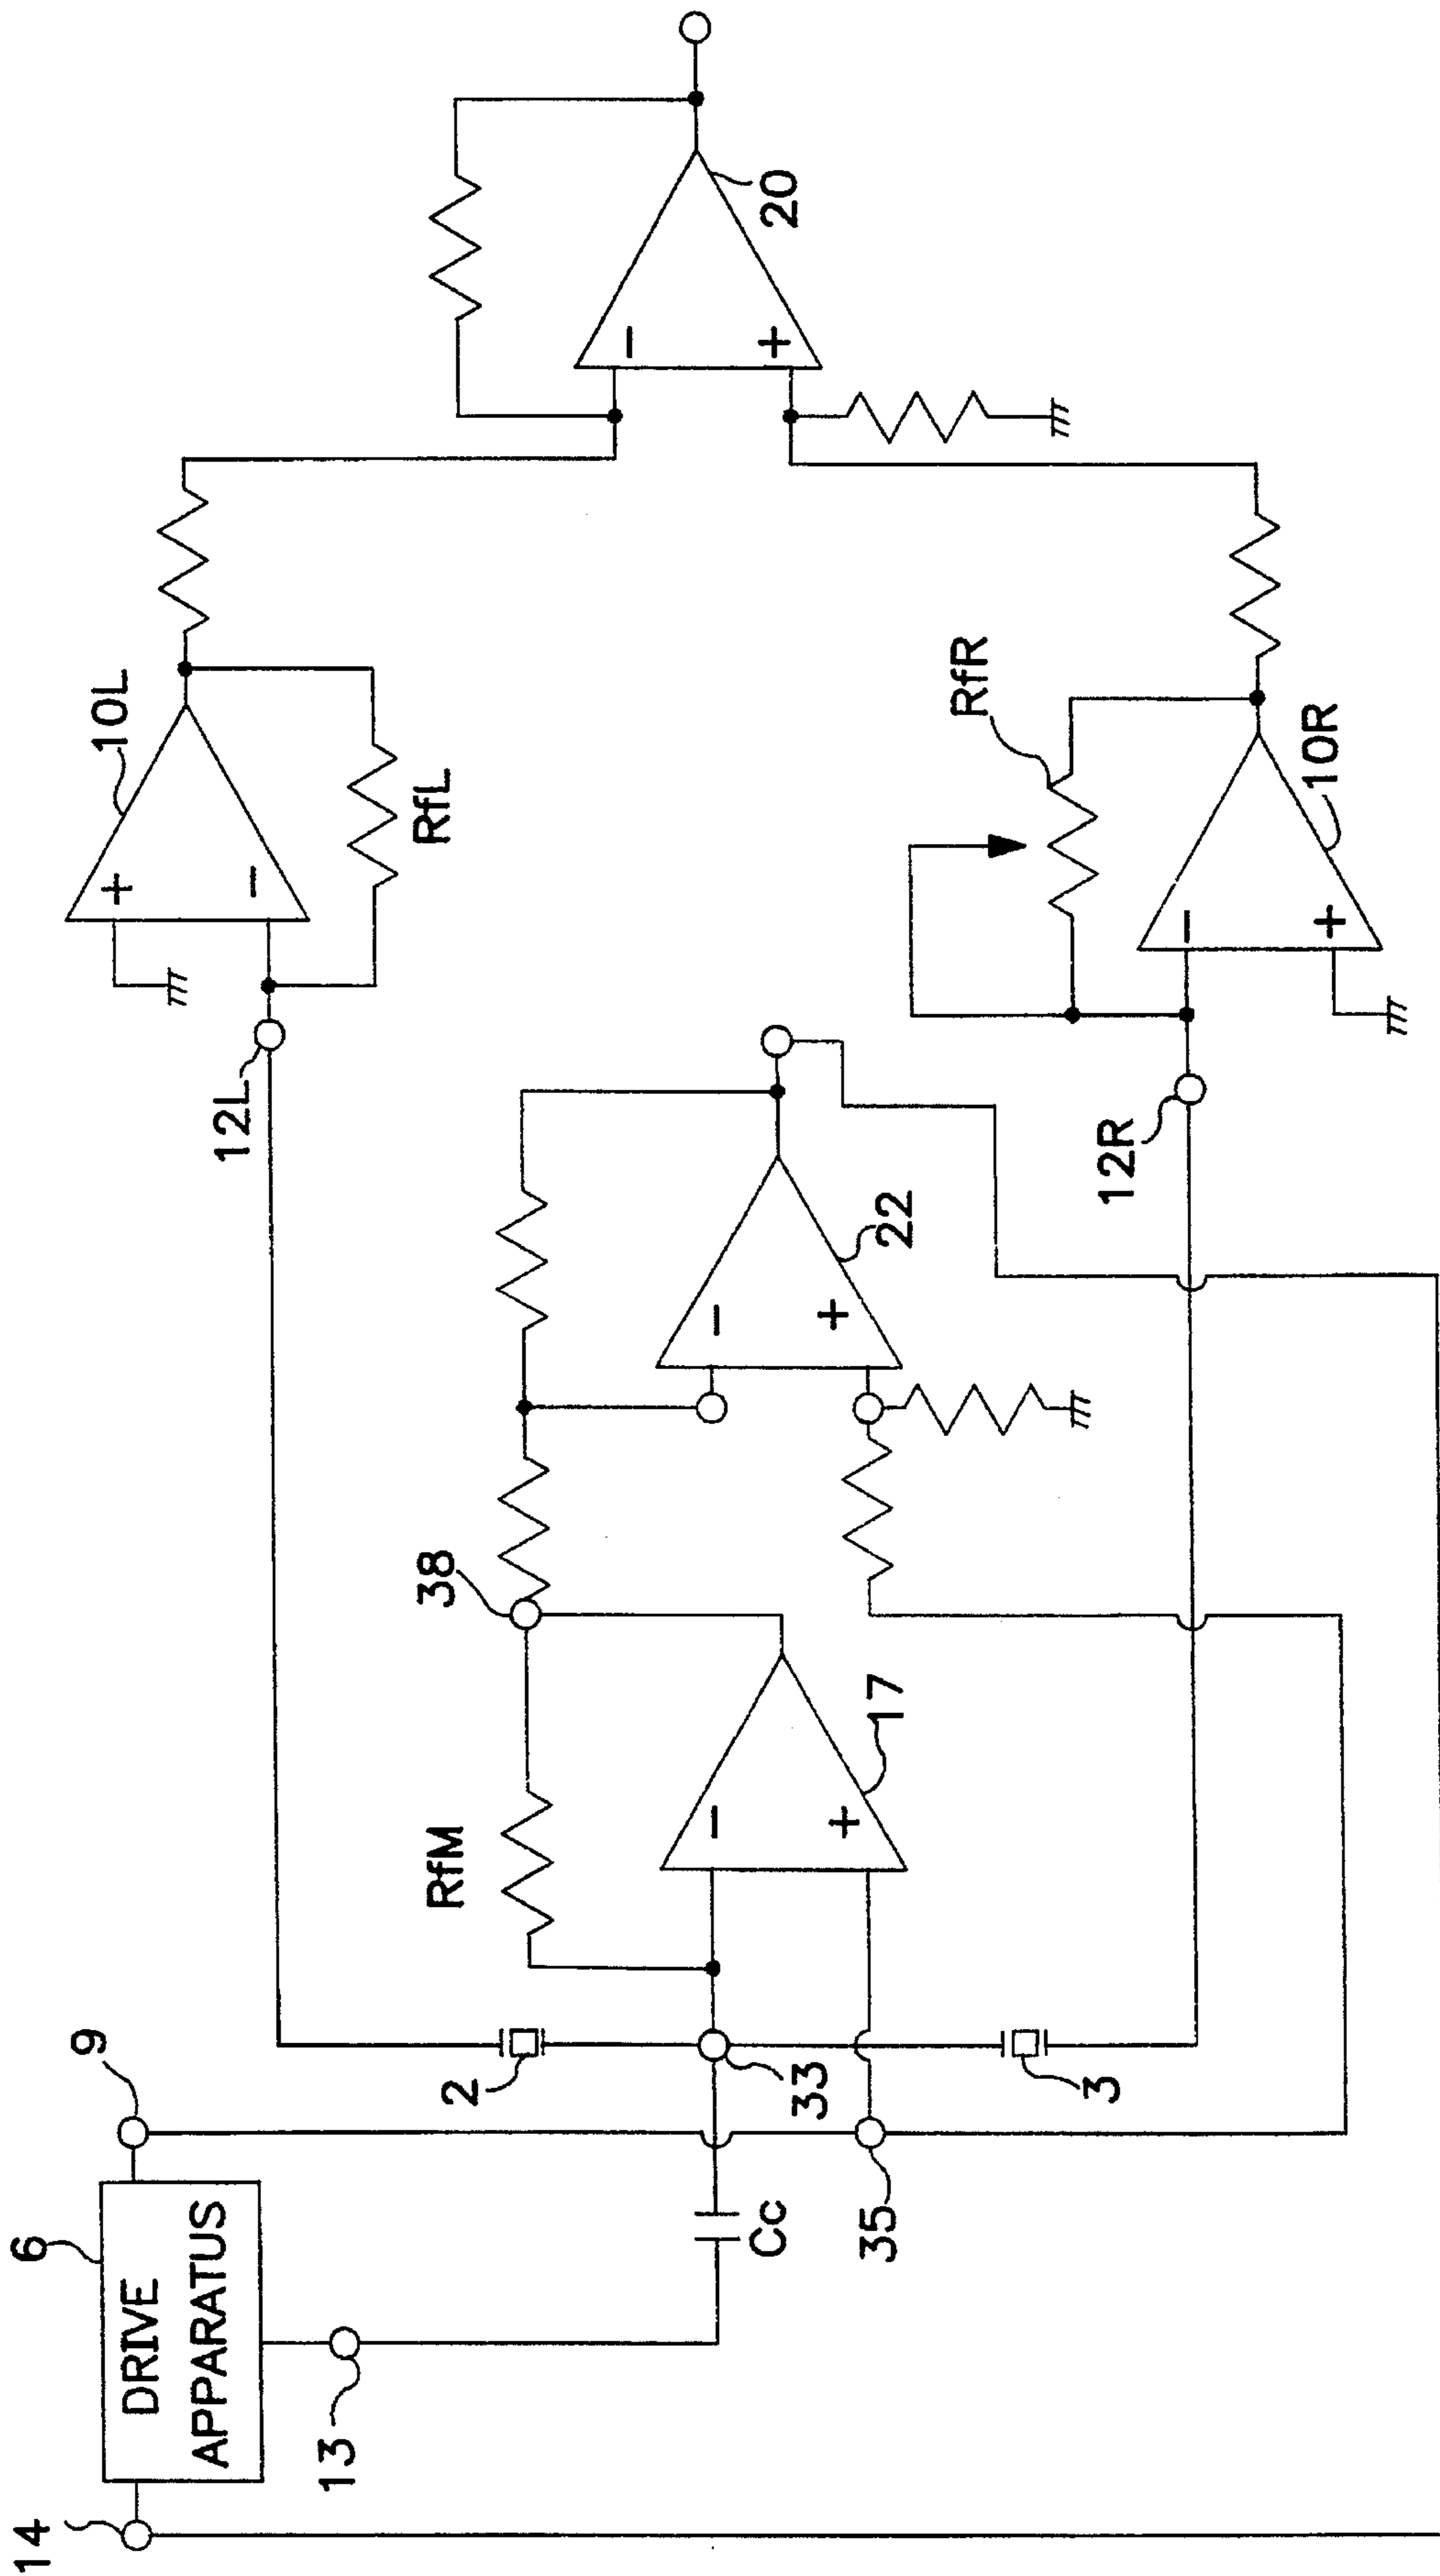 14
6
DRIVE
APPARATUS
9
13
Cc
35
2
33
3
RfM
17
38
22
12L
12R
10L
RfL
RfR
10R
20
+
-
-
+
-
+
-
+
-
+